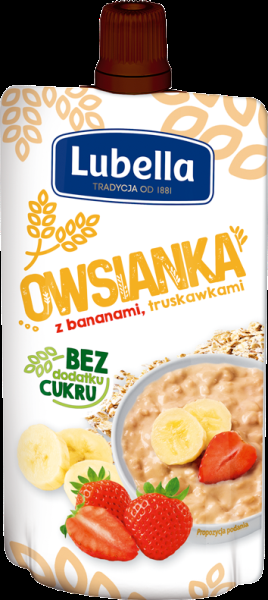 Lubella
TRADYCJA OD 1881
OWSIANKA
z bananami, truskawkami
BEZ
dodatku
CUKRU
Propozycja podania